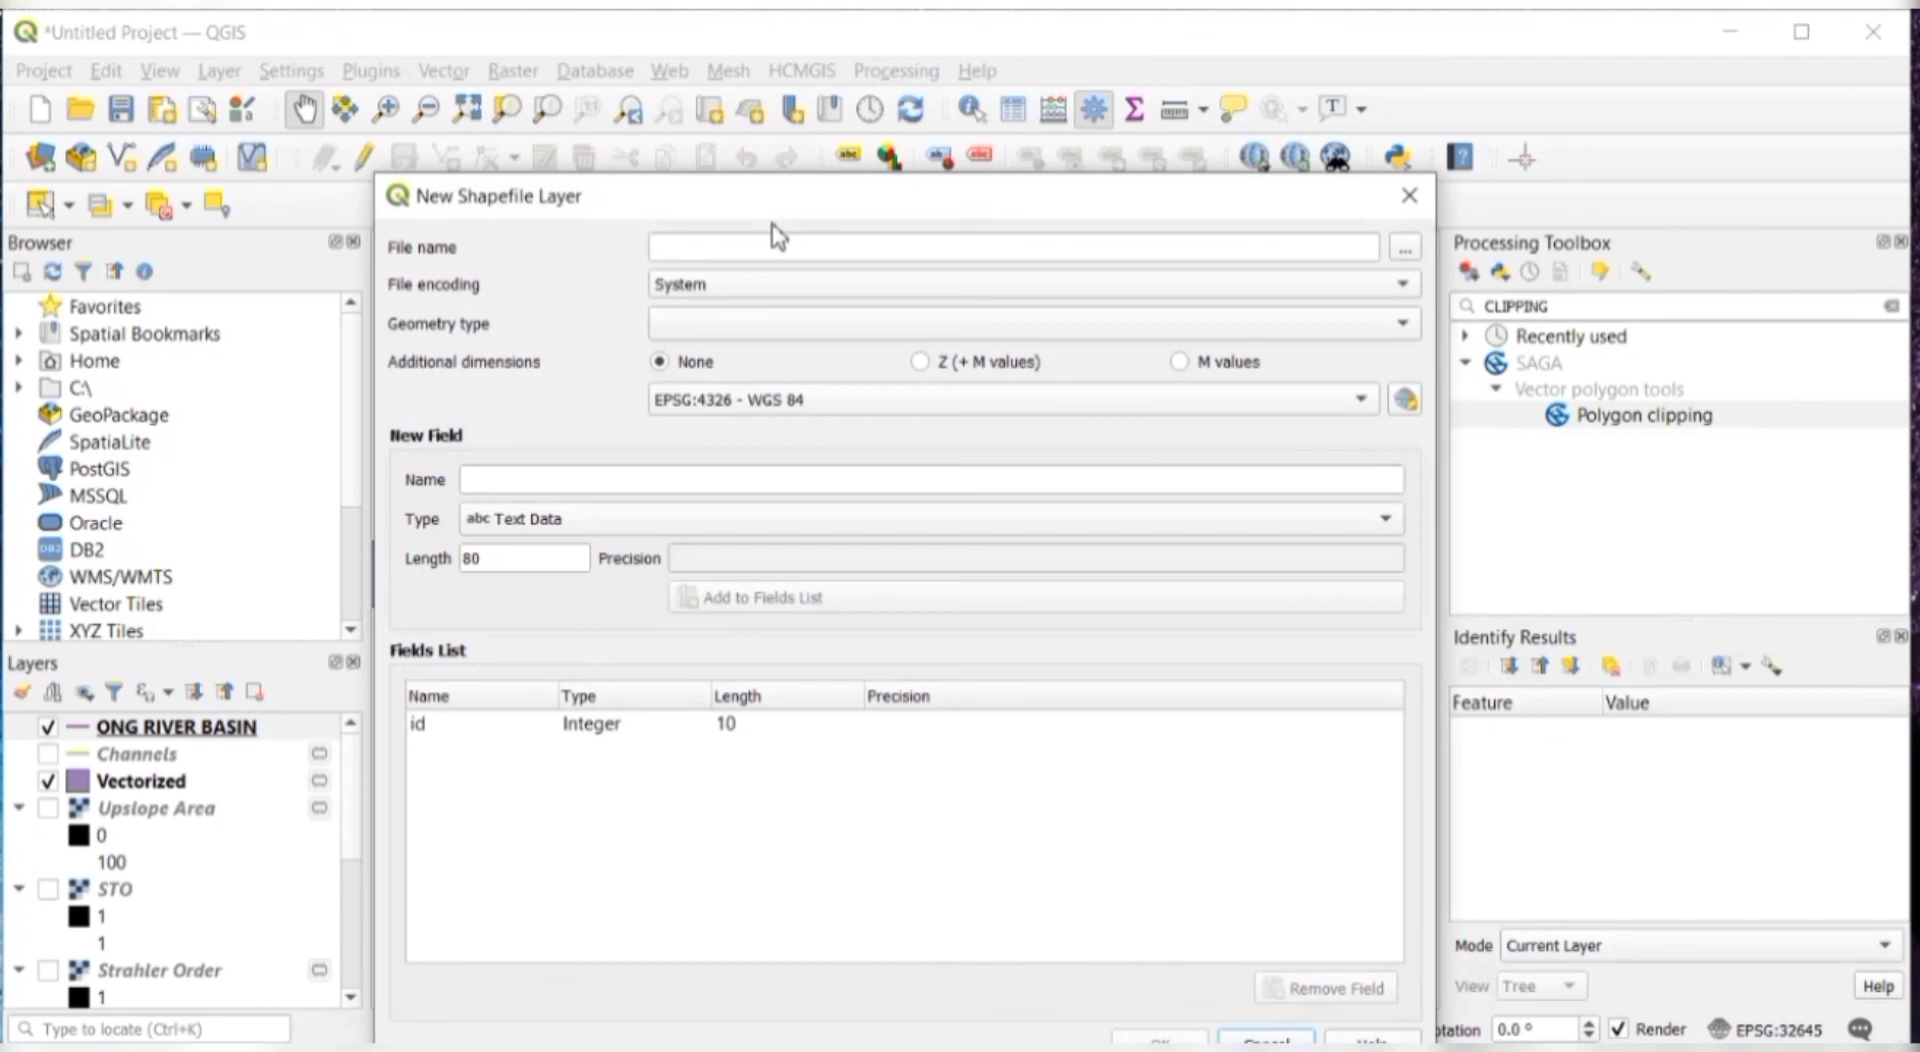 *Untitled Project — QGIS
Project Edit View Layer Settings Plugins Vector Raster Database Web Mesh HCMGIS Processing Help
New Shapefile Layer
File name
...
File encoding
System
Geometry type
Additional dimensions
None
Z (+ M values)
M values
EPSG:4326 - WGS 84
New Field
Name
Type
abc Text Data
Length
80
Precision
Add to Fields List
Fields List
Name Type Length Precision
id Integer 10
Remove Field
OK
Cancel
Help
Browser
Favorites
Spatial Bookmarks
Home
C:\
GeoPackage
SpatiaLite
PostGIS
MSSQL
Oracle
DB2
WMS/WMTS
Vector Tiles
XYZ Tiles
Layers
ONG RIVER BASIN
Channels
Vectorized
Upslope Area
0
100
STO
1
1
Strahler Order
1
Type to locate (Ctrl+K)
Processing Toolbox
CLIPPING
Recently used
SAGA
Vector polygon tools
Polygon clipping
Identify Results
Feature Value
Mode Current Layer
View Tree
Help
otation 0.0 °
Render
EPSG:32645